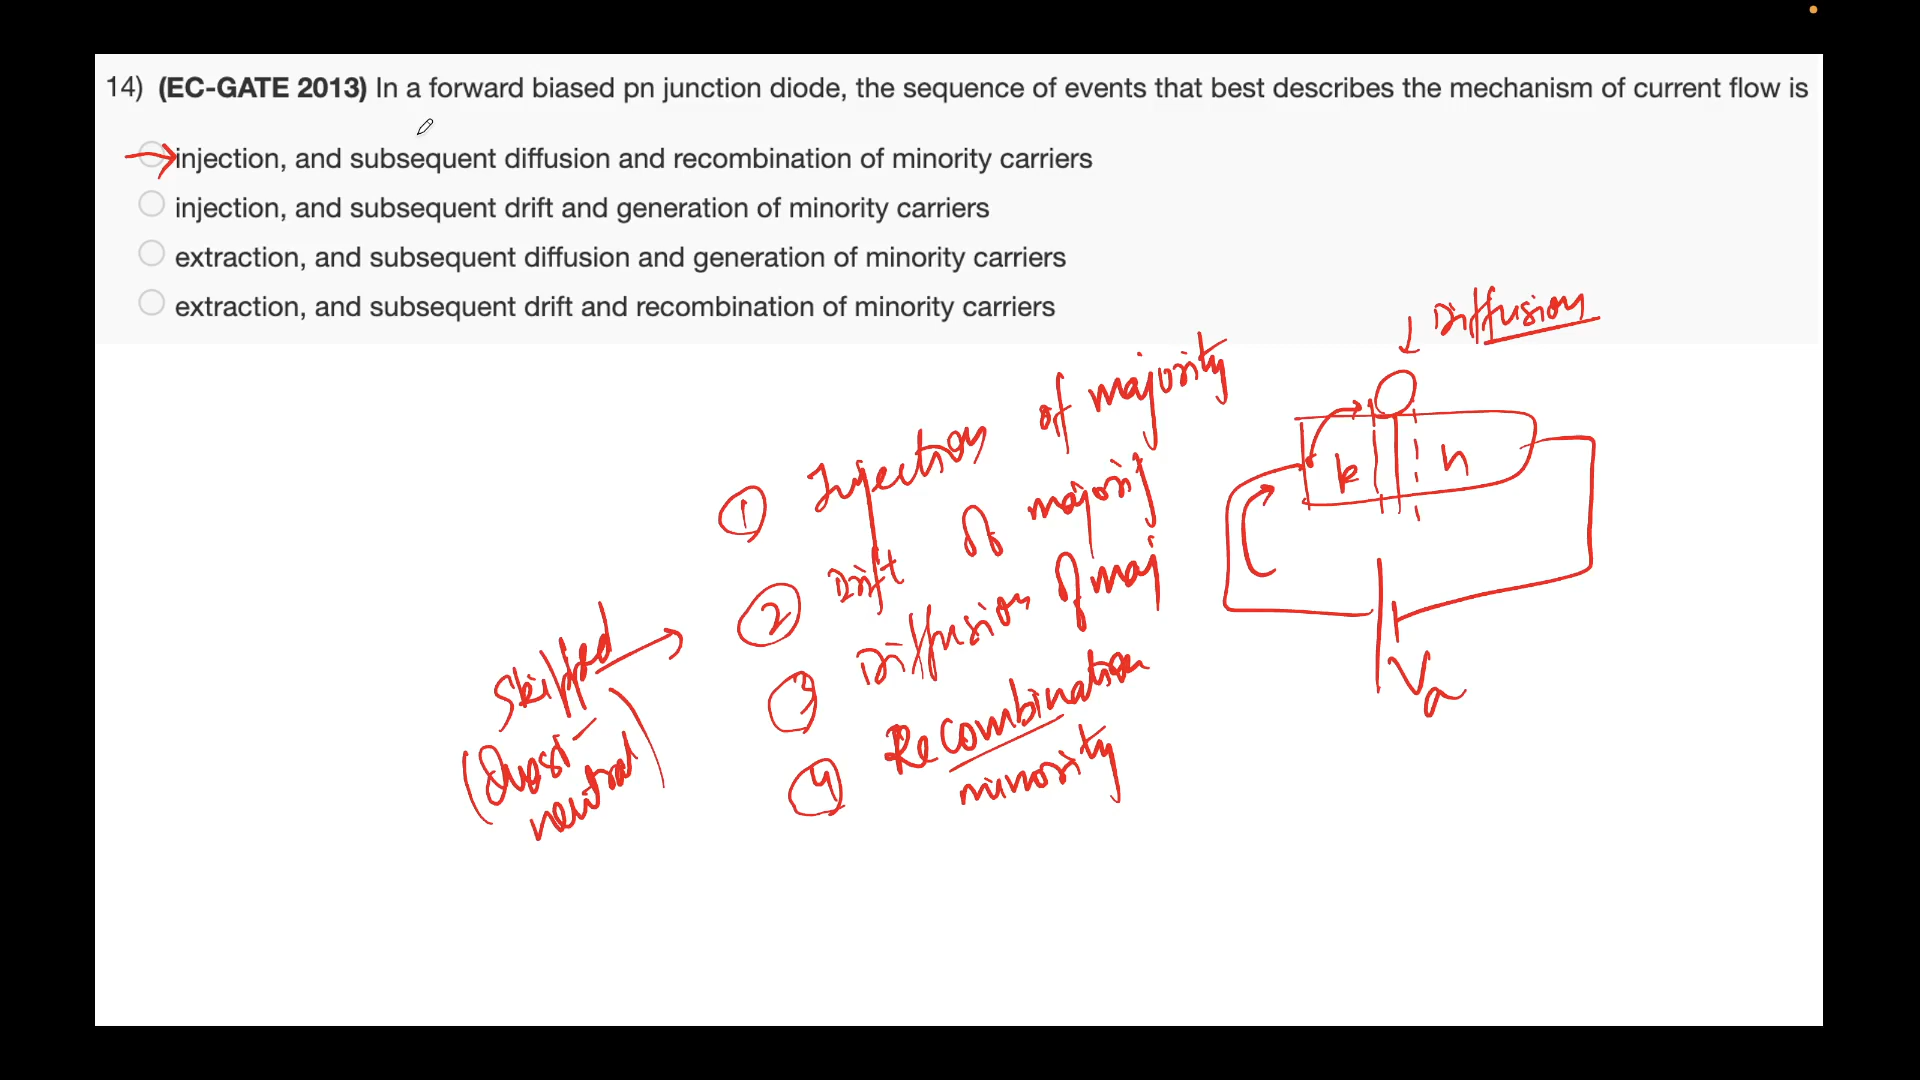 14) (EC-GATE 2013) In a forward biased pn junction diode, the sequence of events that best describes the mechanism of current flow is
injection, and subsequent diffusion and recombination of minority carriers
injection, and subsequent drift and generation of minority carriers
extraction, and subsequent diffusion and generation of minority carriers
extraction, and subsequent drift and recombination of minority carriers
Diffusion
① Injection of majority
② Drift of majority
③ Diffusion of maj
④ Recombination
minority
Skipped
(Quasi-
neutral)
p n
Va